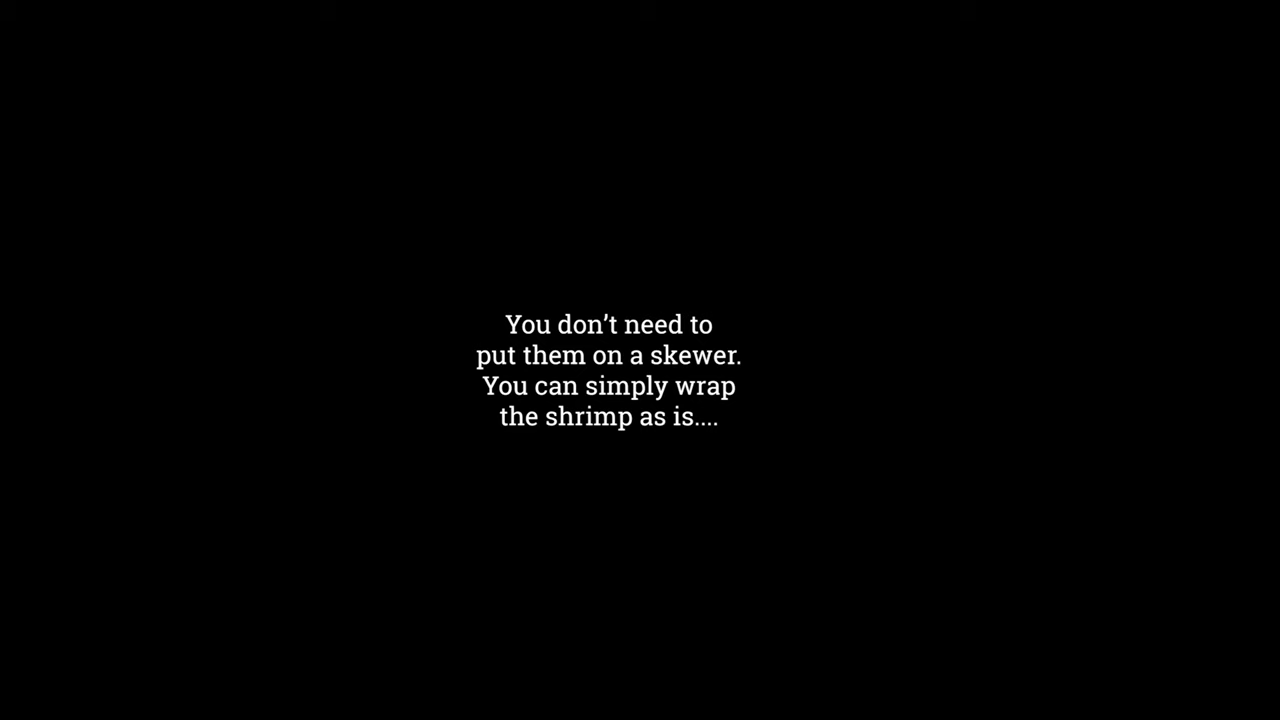 You don’t need to
put them on a skewer.
You can simply wrap
the shrimp as is....